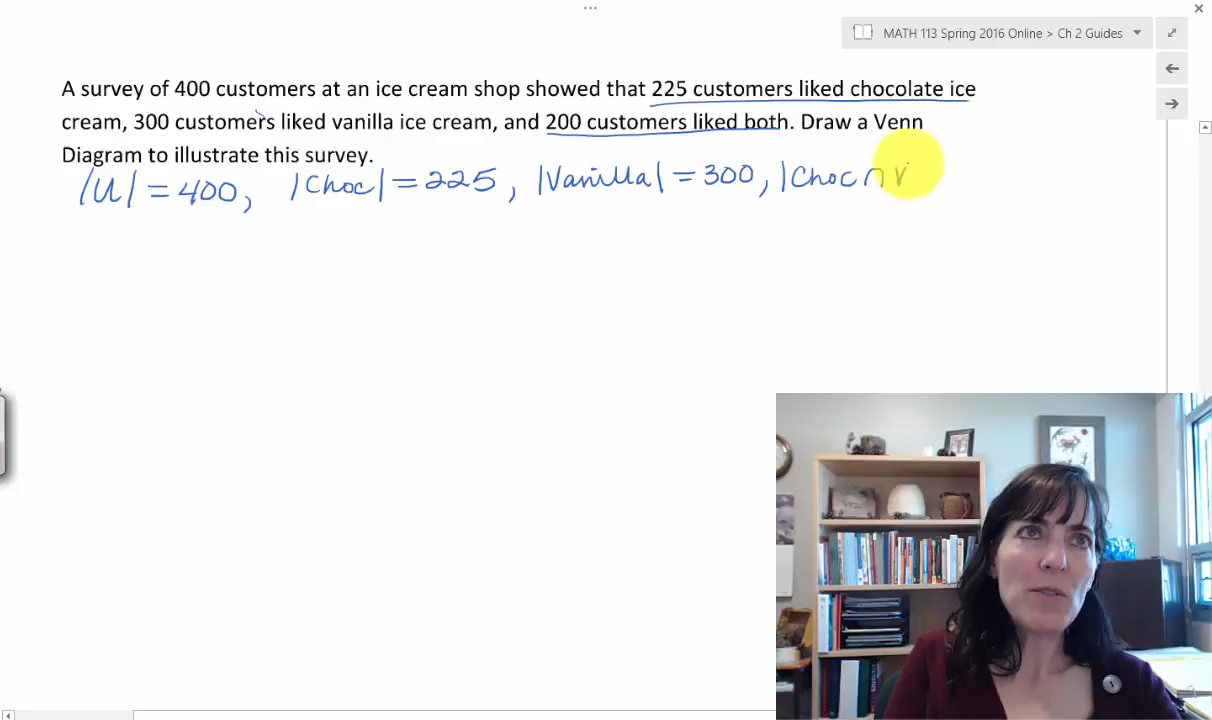 MATH 113 Spring 2016 Online > Ch 2 Guides
A survey of 400 customers at an ice cream shop showed that 225 customers liked chocolate ice
cream, 300 customers liked vanilla ice cream, and 200 customers liked both. Draw a Venn
Diagram to illustrate this survey.
|U| = 400, |Choc| = 225, |Vanilla| = 300, |Choc ∩ V